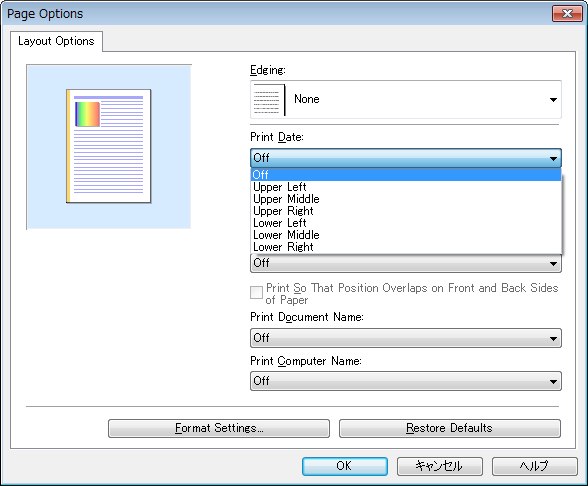 Page Options
Layout Options
Edging:
None
Print Date:
Off
Off
Upper Left
Upper Middle
Upper Right
Lower Left
Lower Middle
Lower Right
Off
Print So That Position Overlaps on Front and Back Sides
of Paper
Print Document Name:
Off
Print Computer Name:
Off
Format Settings...
Restore Defaults
OK
キャンセル
ヘルプ